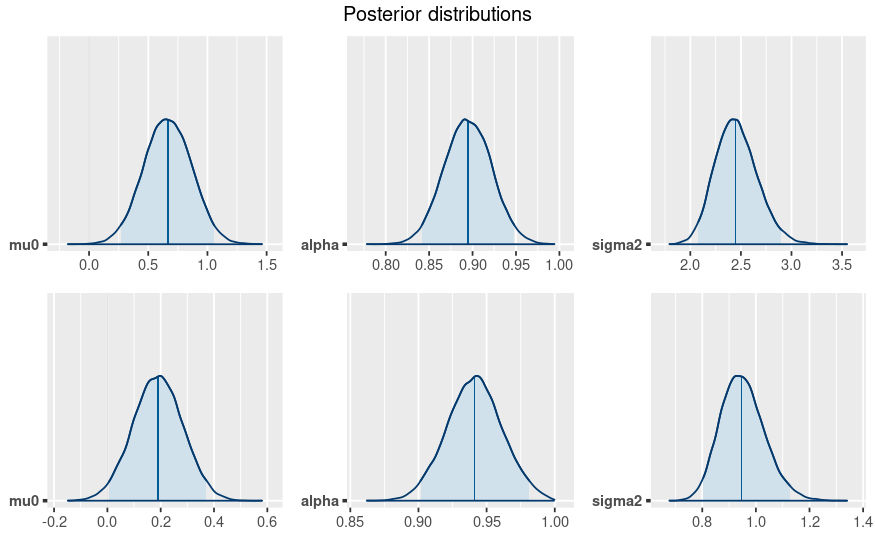 Posterior distributions
mu0
0.0 0.5 1.0 1.5
alpha
0.80 0.85 0.90 0.95 1.00
sigma2
2.0 2.5 3.0 3.5
mu0
-0.2 0.0 0.2 0.4 0.6
alpha
0.85 0.90 0.95 1.00
sigma2
0.8 1.0 1.2 1.4